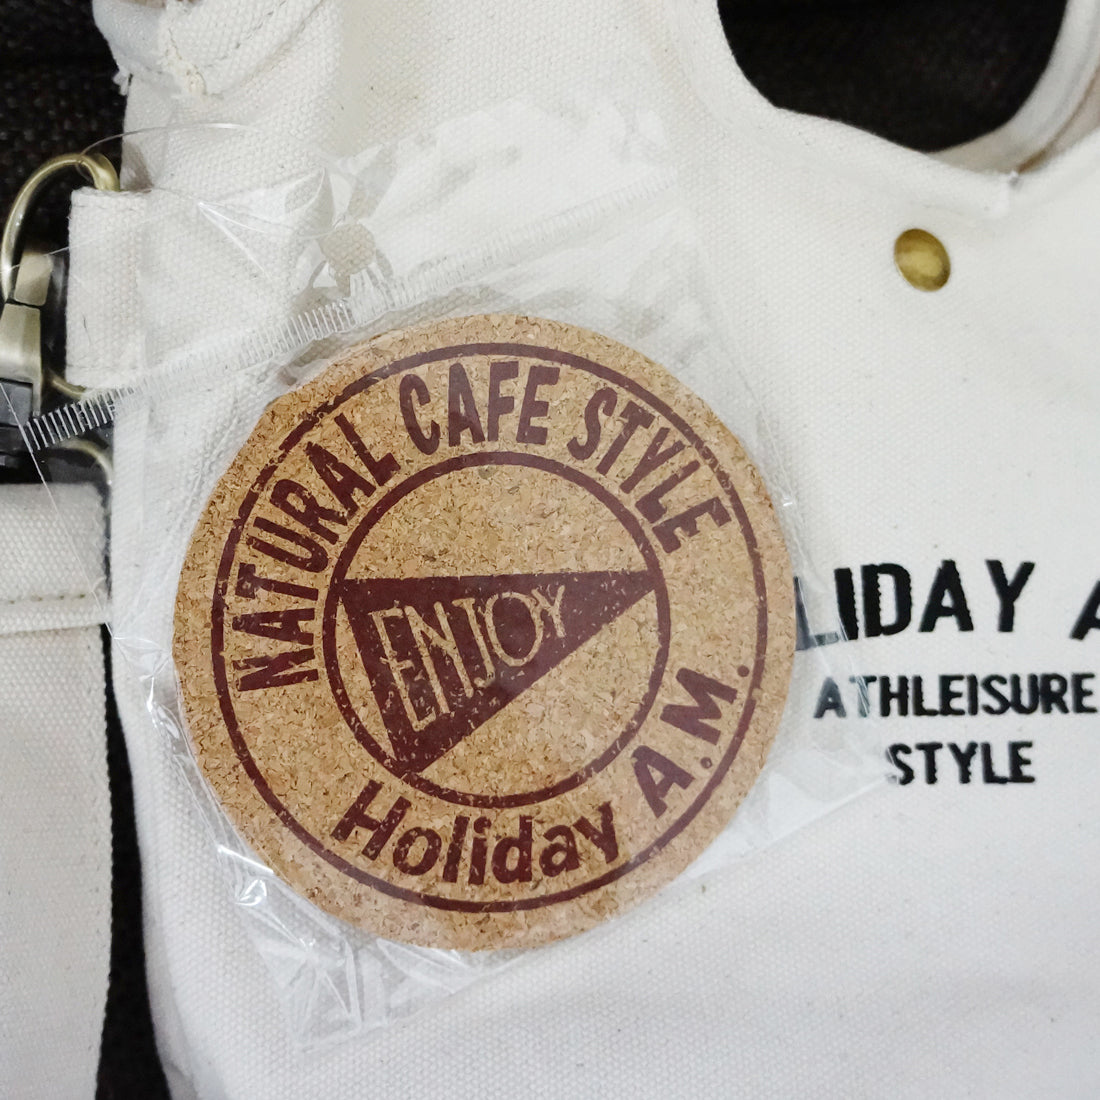 NATURAL CAFE STYLE
ENJOY
Holiday A.M.
LIDAY A
ATHLEISURE
STYLE